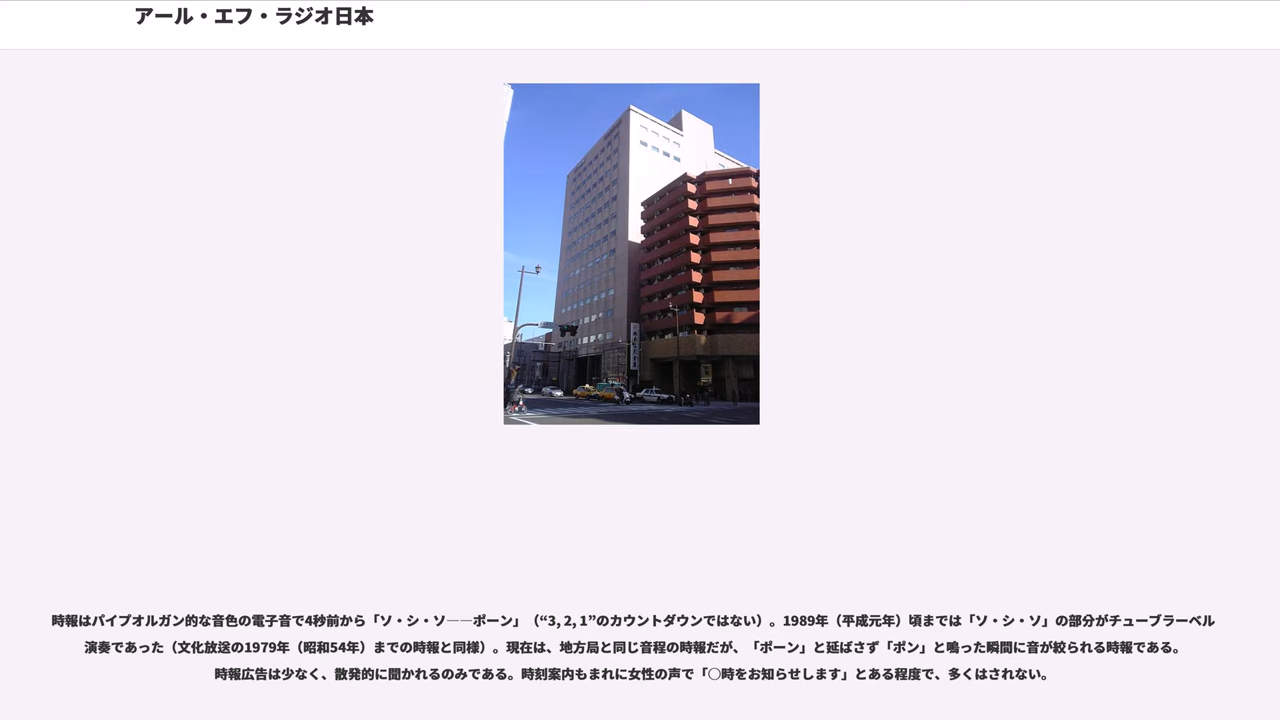 アール・エフ・ラジオ日本
時報はパイプオルガン的な音色の電子音で4秒前から「ソ・シ・ソ――ポーン」（“3, 2, 1”のカウントダウンではない）。1989年（平成元年）頃までは「ソ・シ・ソ」の部分がチューブラーベル
演奏であった（文化放送の1979年（昭和54年）までの時報と同様）。現在は、地方局と同じ音程の時報だが、「ポーン」と延ばさず「ポン」と鳴った瞬間に音が絞られる時報である。
時報広告は少なく、散発的に聞かれるのみである。時刻案内もまれに女性の声で「〇時をお知らせします」とある程度で、多くはされない。